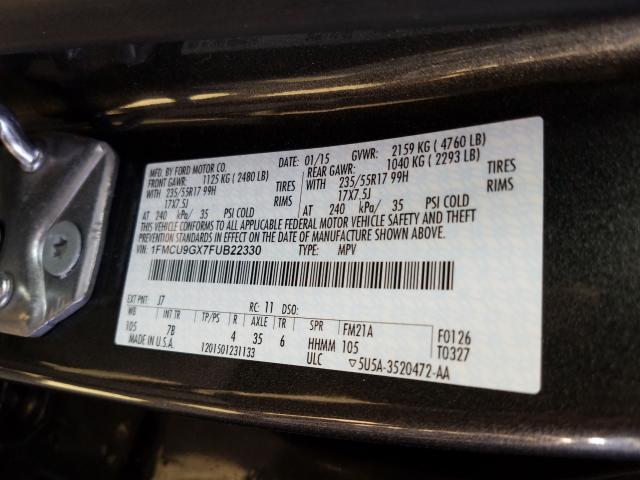 MFD. BY FORD MOTOR CO.
DATE: 01/15 GVWR: 2159 KG ( 4760 LB)
FRONT GAWR: 1125 KG ( 2480 LB) REAR GAWR: 1040 KG ( 2293 LB)
WITH 235/55R17 99H TIRES WITH 235/55R17 99H TIRES
17X7.5J RIMS 17X7.5J RIMS
AT 240 kPa/ 35 PSI COLD AT 240 kPa/ 35 PSI COLD
THIS VEHICLE CONFORMS TO ALL APPLICABLE FEDERAL MOTOR VEHICLE SAFETY AND THEFT
PREVENTION STANDARDS IN EFFECT ON THE DATE OF MANUFACTURE SHOWN ABOVE.
VIN: 1FMCU9GX7FUB22330 TYPE: MPV
EXT PNT: J7 RC: 11 DSO:
WB TP/PS R AXLE TR SPR FM21A F0126
105 7B 4 35 6 HHMM 105 T0327
MADE IN U.S.A. 1201501231133 ULC ▽5U5A-3520472-AA